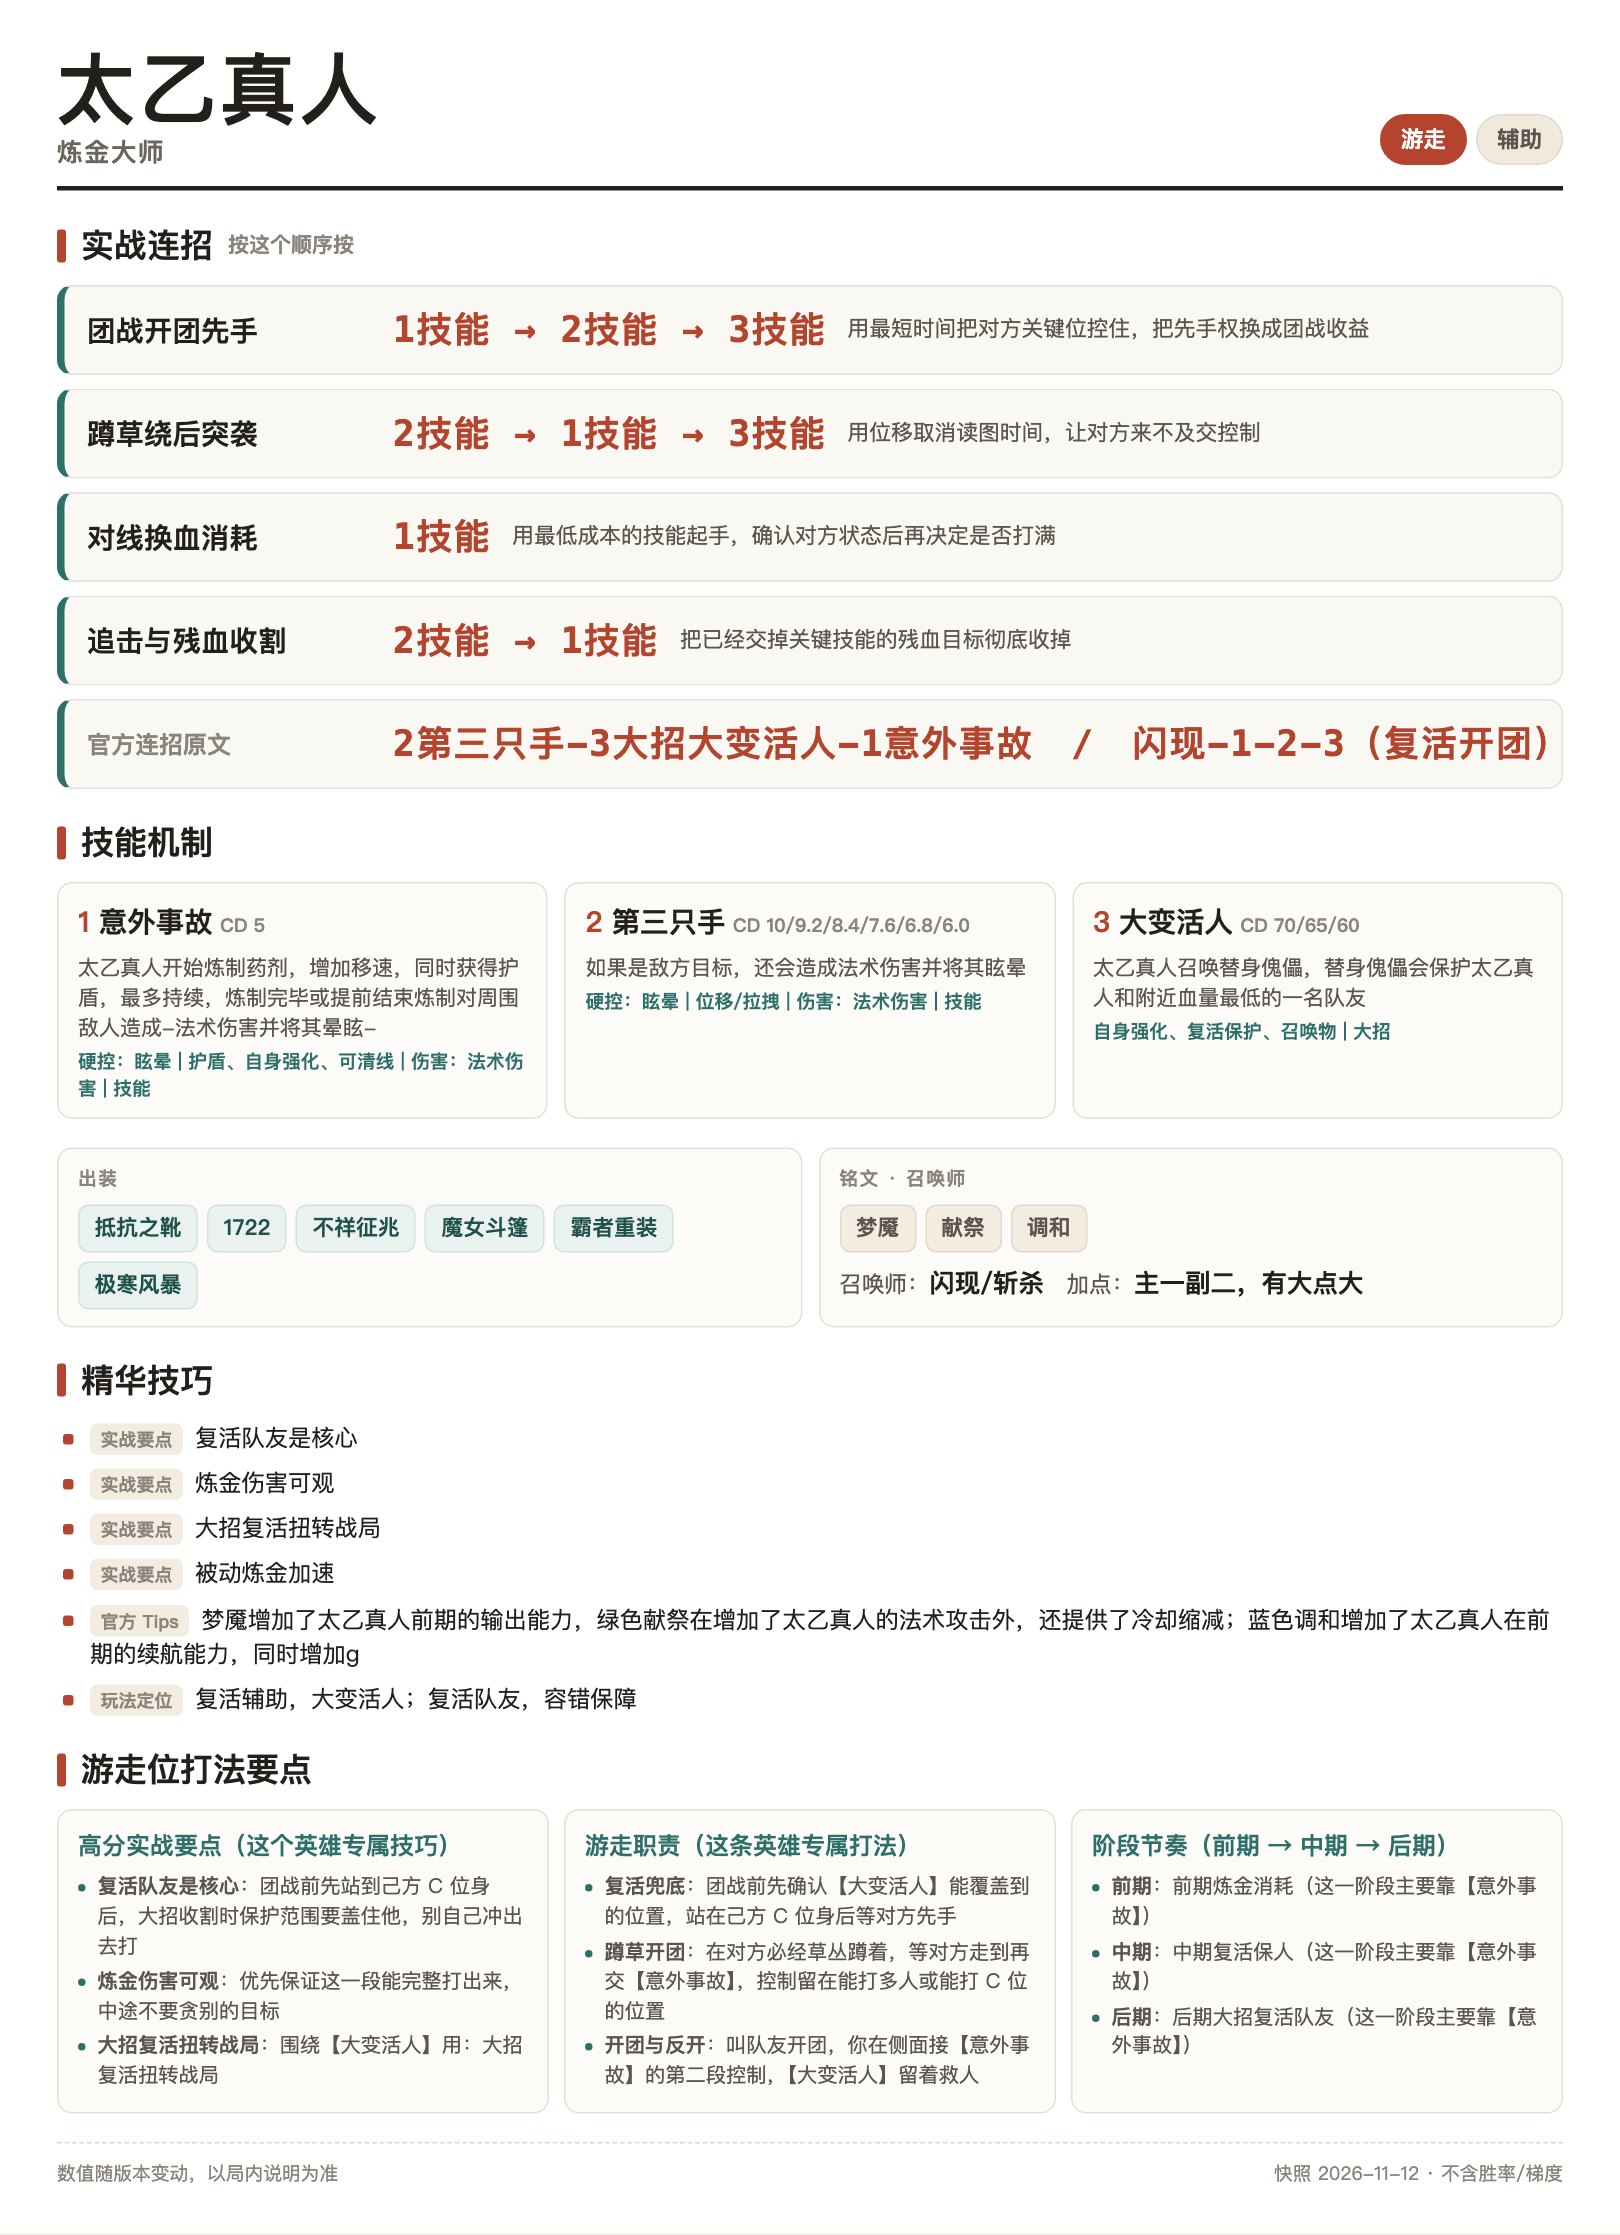 太乙真人
炼金大师
游走 辅助
实战连招 按这个顺序按
团战开团先手 1技能 → 2技能 → 3技能 用最短时间把对方关键位控住，把先手权换成团战收益
蹲草绕后突袭 2技能 → 1技能 → 3技能 用位移取消读图时间，让对方来不及交控制
对线换血消耗 1技能 用最低成本的技能起手，确认对方状态后再决定是否打满
追击与残血收割 2技能 → 1技能 把已经交掉关键技能的残血目标彻底收掉
官方连招原文 2第三只手-3大招大变活人-1意外事故 / 闪现-1-2-3（复活开团）
技能机制
1 意外事故 CD 5
太乙真人开始炼制药剂，增加移速，同时获得护
盾，最多持续，炼制完毕或提前结束炼制对周围
敌人造成-法术伤害并将其晕眩-
硬控：眩晕 | 护盾、自身强化、可清线 | 伤害：法术伤
害 | 技能
2 第三只手 CD 10/9.2/8.4/7.6/6.8/6.0
如果是敌方目标，还会造成法术伤害并将其眩晕
硬控：眩晕 | 位移/拉拽 | 伤害：法术伤害 | 技能
3 大变活人 CD 70/65/60
太乙真人召唤替身傀儡，替身傀儡会保护太乙真
人和附近血量最低的一名队友
自身强化、复活保护、召唤物 | 大招
出装
抵抗之靴 1722 不祥征兆 魔女斗篷 霸者重装
极寒风暴
铭文 · 召唤师
梦魇 献祭 调和
召唤师：闪现/斩杀 加点：主一副二，有大点大
精华技巧
实战要点 复活队友是核心
实战要点 炼金伤害可观
实战要点 大招复活扭转战局
实战要点 被动炼金加速
官方 Tips 梦魇增加了太乙真人前期的输出能力，绿色献祭在增加了太乙真人的法术攻击外，还提供了冷却缩减；蓝色调和增加了太乙真人在前
期的续航能力，同时增加g
玩法定位 复活辅助，大变活人；复活队友，容错保障
游走位打法要点
高分实战要点（这个英雄专属技巧）
复活队友是核心：团战前先站到己方 C 位身
后，大招收割时保护范围要盖住他，别自己冲出
去打
炼金伤害可观：优先保证这一段能完整打出来，
中途不要贪别的目标
大招复活扭转战局：围绕【大变活人】用：大招
复活扭转战局
游走职责（这条英雄专属打法）
复活兜底：团战前先确认【大变活人】能覆盖到
的位置，站在己方 C 位身后等对方先手
蹲草开团：在对方必经草丛蹲着，等对方走到再
交【意外事故】，控制留在能打多人或能打 C 位
的位置
开团与反开：叫队友开团，你在侧面接【意外事
故】的第二段控制，【大变活人】留着救人
阶段节奏（前期 → 中期 → 后期）
前期：前期炼金消耗（这一阶段主要靠【意外事
故】）
中期：中期复活保人（这一阶段主要靠【意外事
故】）
后期：后期大招复活队友（这一阶段主要靠【意
外事故】）
数值随版本变动，以局内说明为准
快照 2026-11-12 · 不含胜率/梯度